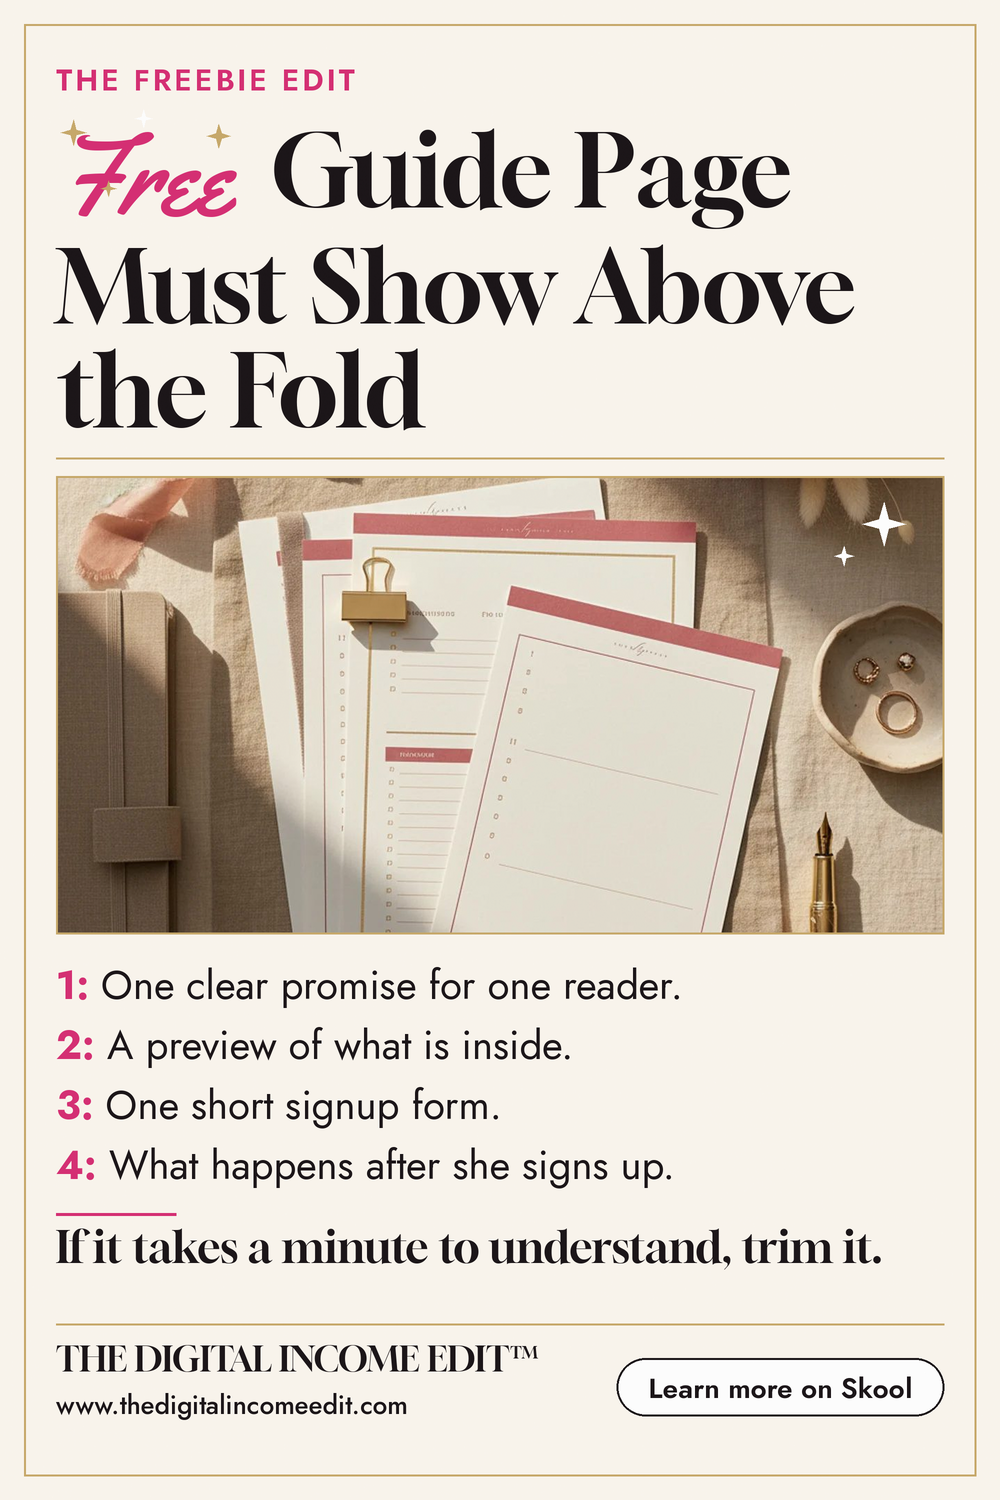 THE FREEBIE EDIT
Free Guide Page
Must Show Above
the Fold
1: One clear promise for one reader.
2: A preview of what is inside.
3: One short signup form.
4: What happens after she signs up.
If it takes a minute to understand, trim it.
THE DIGITAL INCOME EDIT™
www.thedigitalincomeedit.com
Learn more on Skool